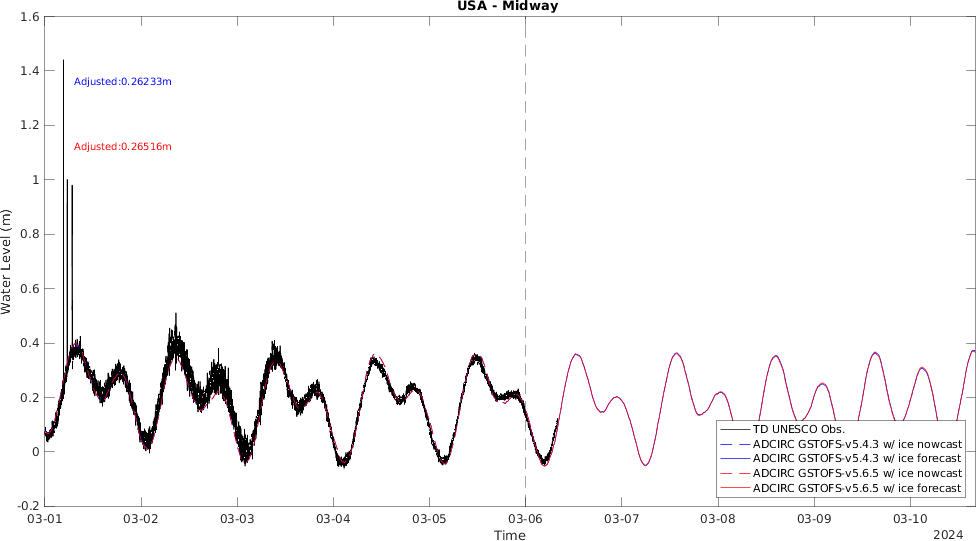 USA - Midway
1.6
1.4
1.2
1
0.8
0.6
0.4
0.2
0
-0.2
Water Level (m)
Adjusted:0.26233m
Adjusted:0.26516m
TD UNESCO Obs.
ADCIRC GSTOFS-v5.4.3 w/ ice nowcast
ADCIRC GSTOFS-v5.4.3 w/ ice forecast
ADCIRC GSTOFS-v5.6.5 w/ ice nowcast
ADCIRC GSTOFS-v5.6.5 w/ ice forecast
03-01 03-02 03-03 03-04 03-05 03-06 03-07 03-08 03-09 03-10
Time
2024